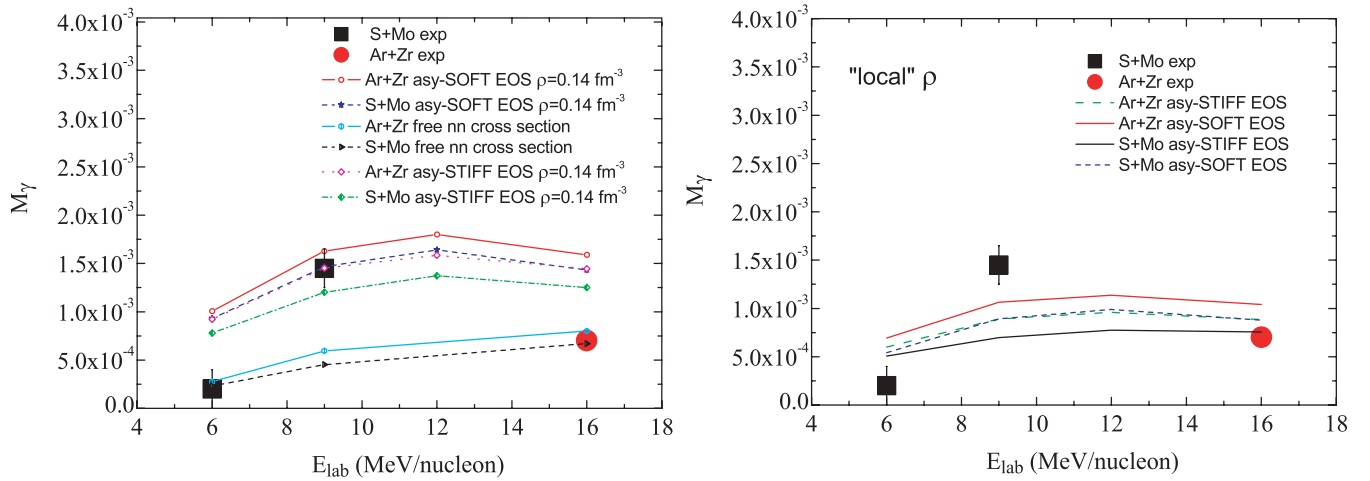 4.0x10⁻³
3.5x10⁻³
3.0x10⁻³
2.5x10⁻³
2.0x10⁻³
1.5x10⁻³
1.0x10⁻³
5.0x10⁻⁴
0.0
Mγ
S+Mo exp
Ar+Zr exp
Ar+Zr asy-SOFT EOS ρ=0.14 fm⁻³
S+Mo asy-SOFT EOS ρ=0.14 fm⁻³
Ar+Zr free nn cross section
S+Mo free nn cross section
Ar+Zr asy-STIFF EOS ρ=0.14 fm⁻³
S+Mo asy-STIFF EOS ρ=0.14 fm⁻³
4 6 8 10 12 14 16 18
E_lab (MeV/nucleon)
4.0x10⁻³
3.5x10⁻³
3.0x10⁻³
2.5x10⁻³
2.0x10⁻³
1.5x10⁻³
1.0x10⁻³
5.0x10⁻⁴
0.0
Mγ
"local" ρ
S+Mo exp
Ar+Zr exp
Ar+Zr asy-STIFF EOS
Ar+Zr asy-SOFT EOS
S+Mo asy-STIFF EOS
S+Mo asy-SOFT EOS
4 6 8 10 12 14 16 18
E_lab (MeV/nucleon)